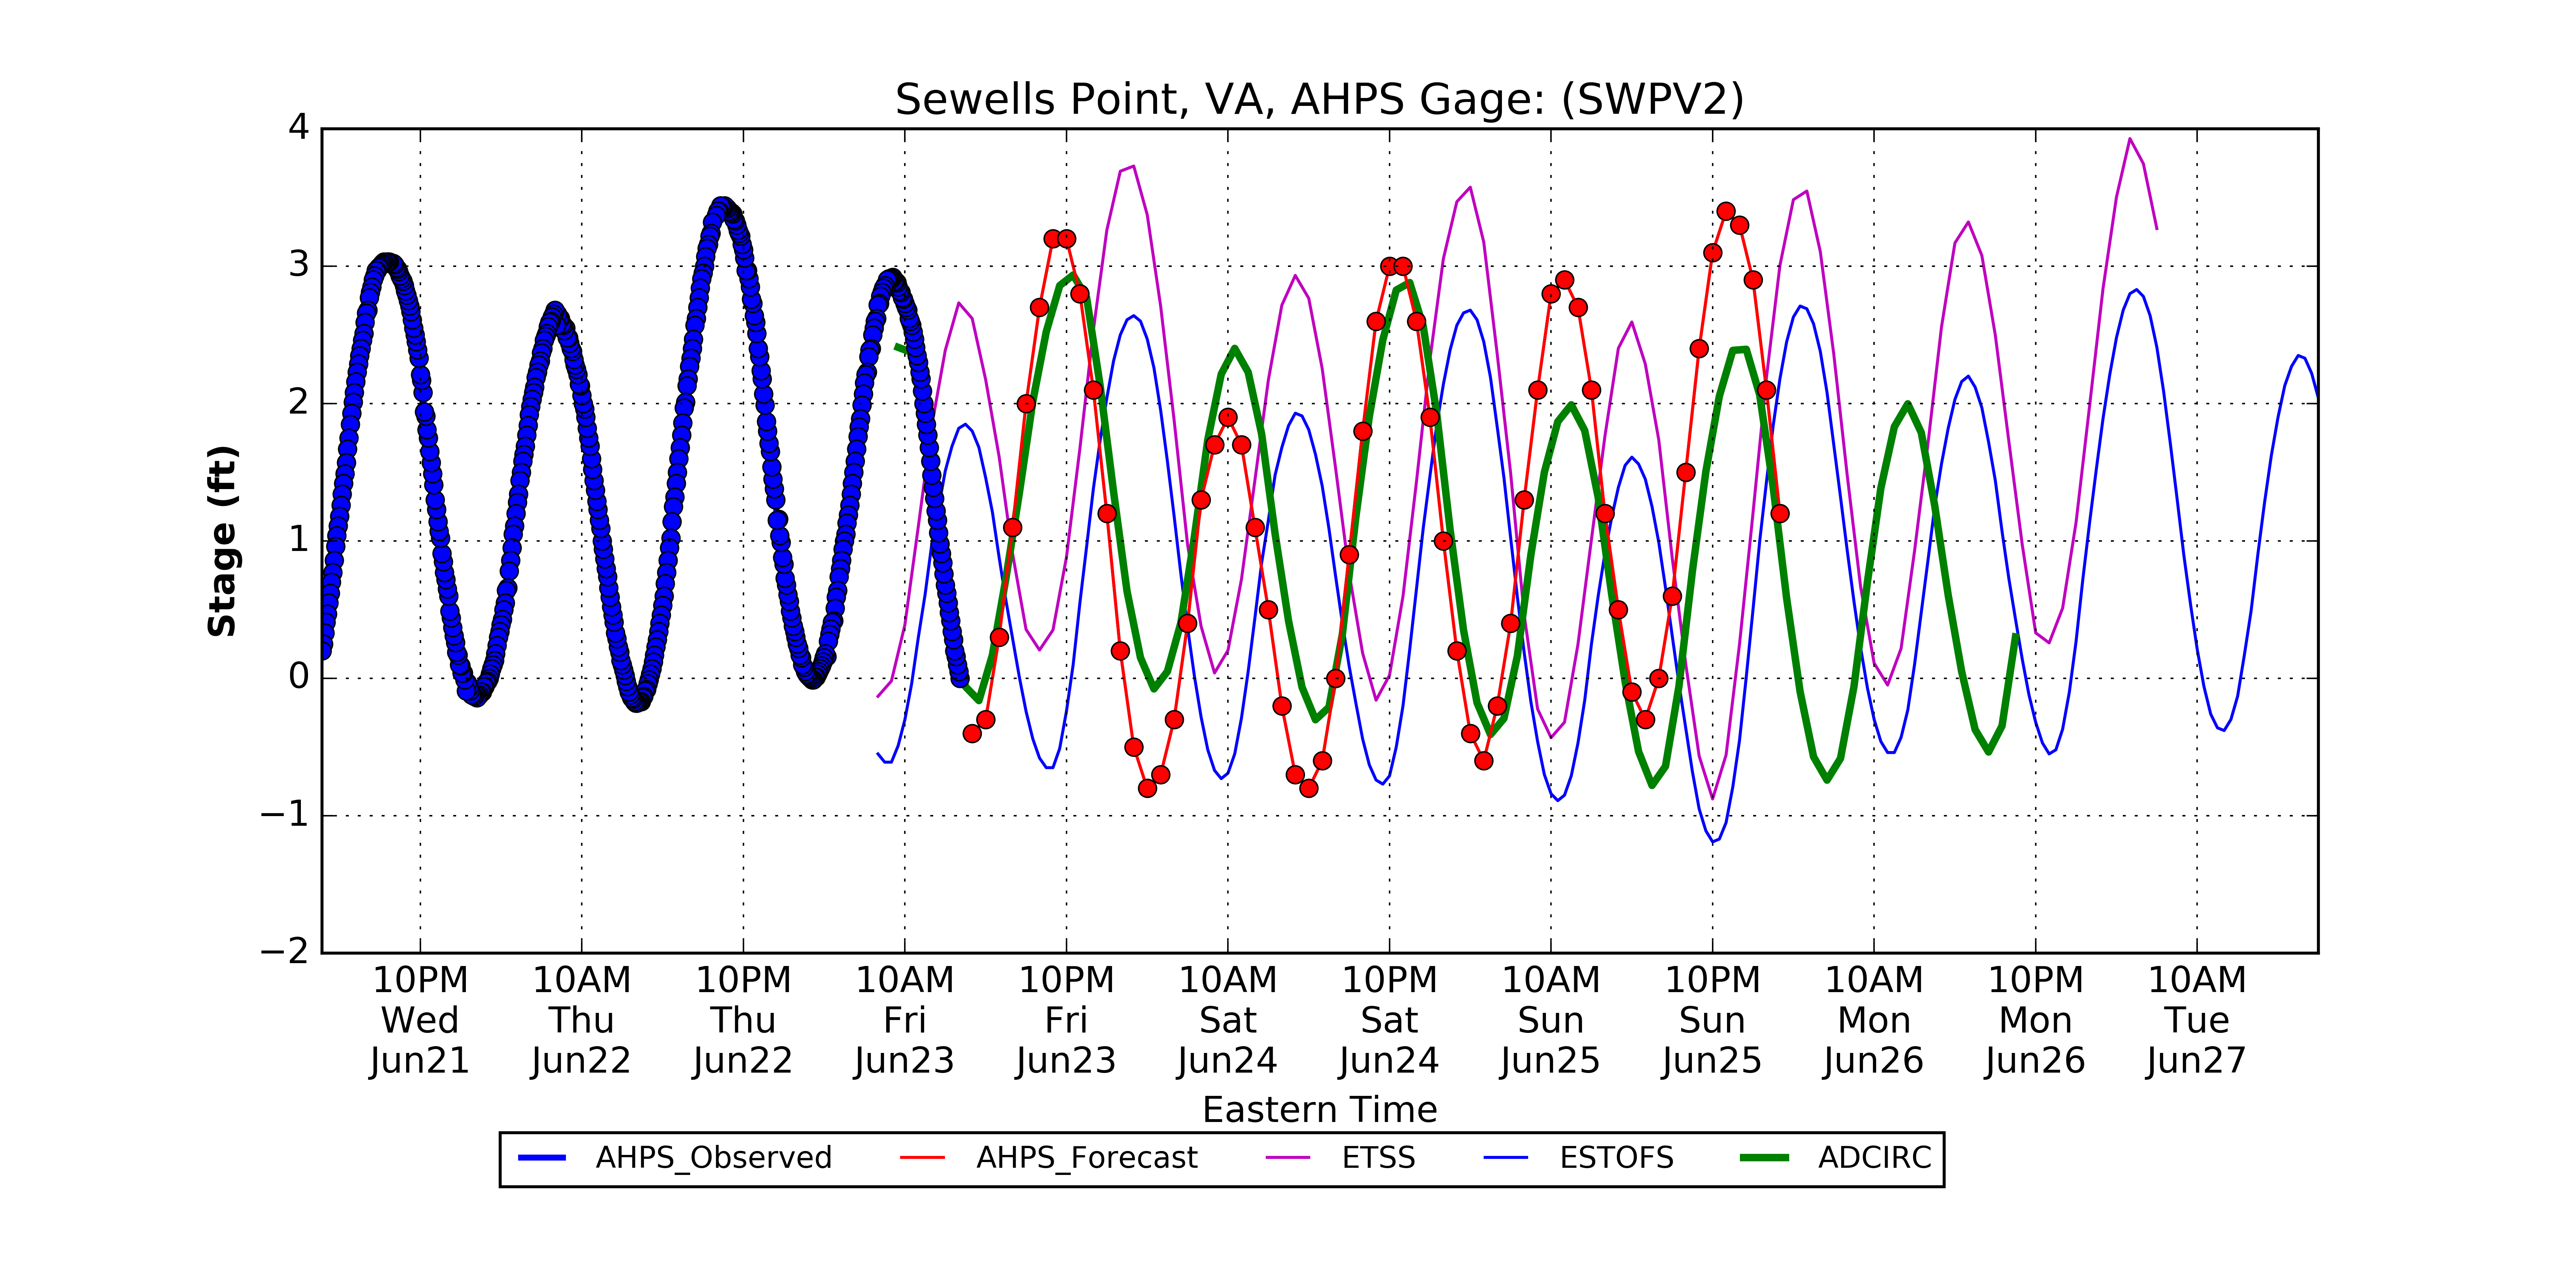 Sewells Point, VA, AHPS Gage: (SWPV2)
Stage (ft)
4
3
2
1
0
−1
−2
10PM 10AM 10PM 10AM 10PM 10AM 10PM 10AM 10PM 10AM 10PM 10AM
Wed Thu Thu Fri Fri Sat Sat Sun Sun Mon Mon Tue
Jun21 Jun22 Jun22 Jun23 Jun23 Jun24 Jun24 Jun25 Jun25 Jun26 Jun26 Jun27
Eastern Time
AHPS_Observed AHPS_Forecast ETSS ESTOFS ADCIRC